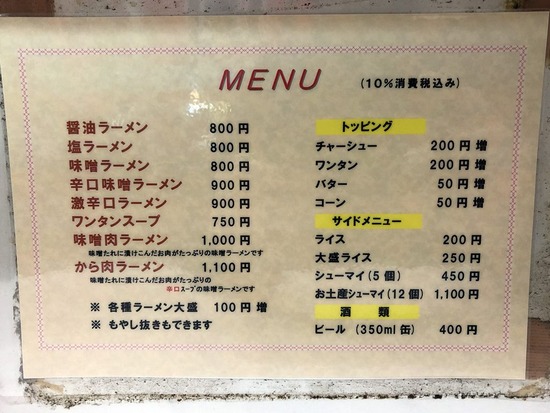 MENU (10%消費税込み)
醤油ラーメン 800円
塩ラーメン 800円
味噌ラーメン 800円
辛口味噌ラーメン 900円
激辛口ラーメン 900円
ワンタンスープ 750円
味噌肉ラーメン 1,000円
味噌たれに漬けこんだお肉がたっぷりの味噌ラーメンです
から肉ラーメン 1,100円
味噌たれに漬けこんだお肉がたっぷりの
辛口スープの味噌ラーメンです
※ 各種ラーメン大盛 100円増
※ もやし抜きもできます
トッピング
チャーシュー 200円増
ワンタン 200円増
バター 50円増
コーン 50円増
サイドメニュー
ライス 200円
大盛ライス 250円
シューマイ(5個) 450円
お土産シューマイ(12個) 1,100円
酒類
ビール (350ml缶) 400円